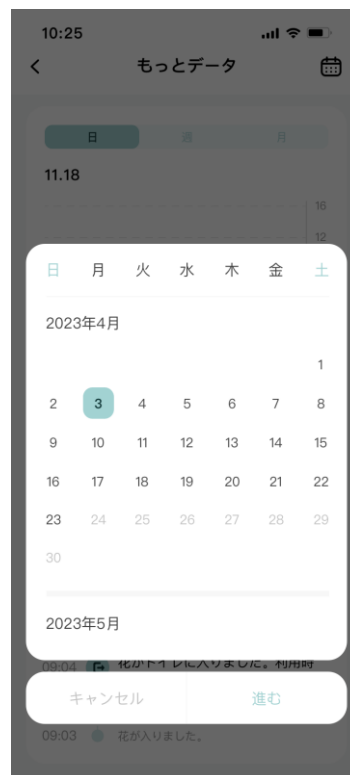 10:25
もっとデータ
日 週 月
11.18
16
12
日 月 火 水 木 金 土
2023年4月
1
2 3 4 5 6 7 8
9 10 11 12 13 14 15
16 17 18 19 20 21 22
23 24 25 26 27 28 29
30
2023年5月
09:04 花がトイレに入りました。利用時
キャンセル 進む
09:03 花が入りました。